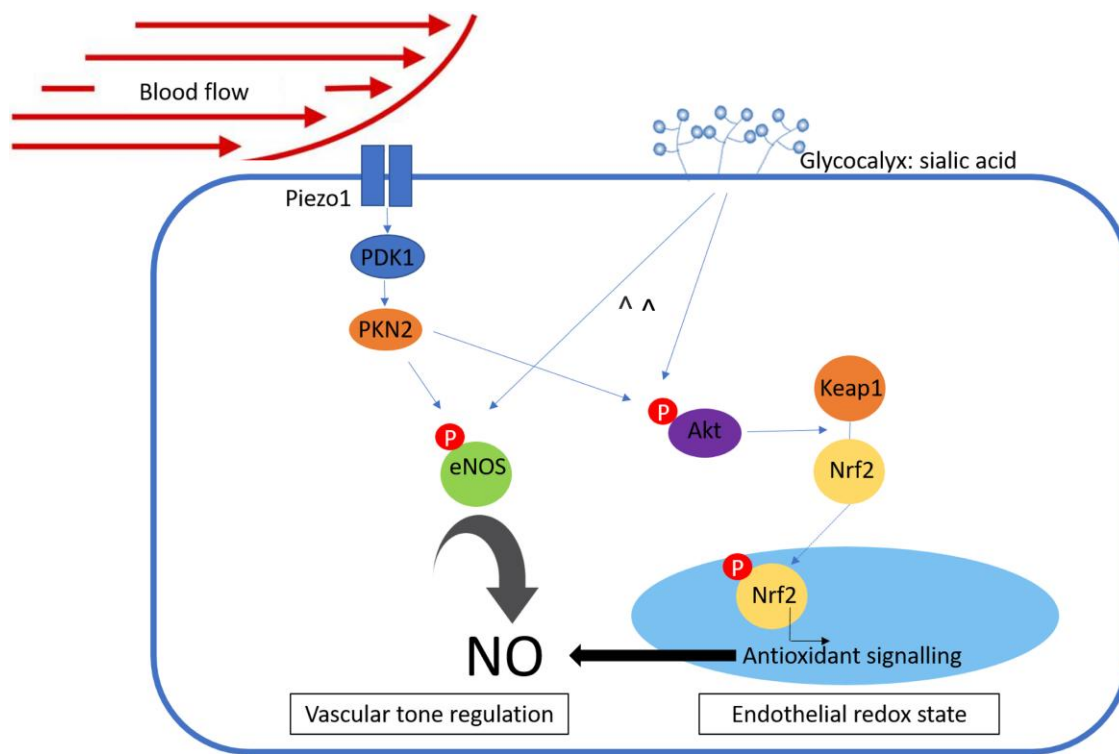 Blood flow
Glycocalyx: sialic acid
Piezo1
PDK1
^ ^
PKN2
Keap1
P
Akt
P
eNOS
Nrf2
P
Nrf2
NO
Antioxidant signalling
Vascular tone regulation
Endothelial redox state